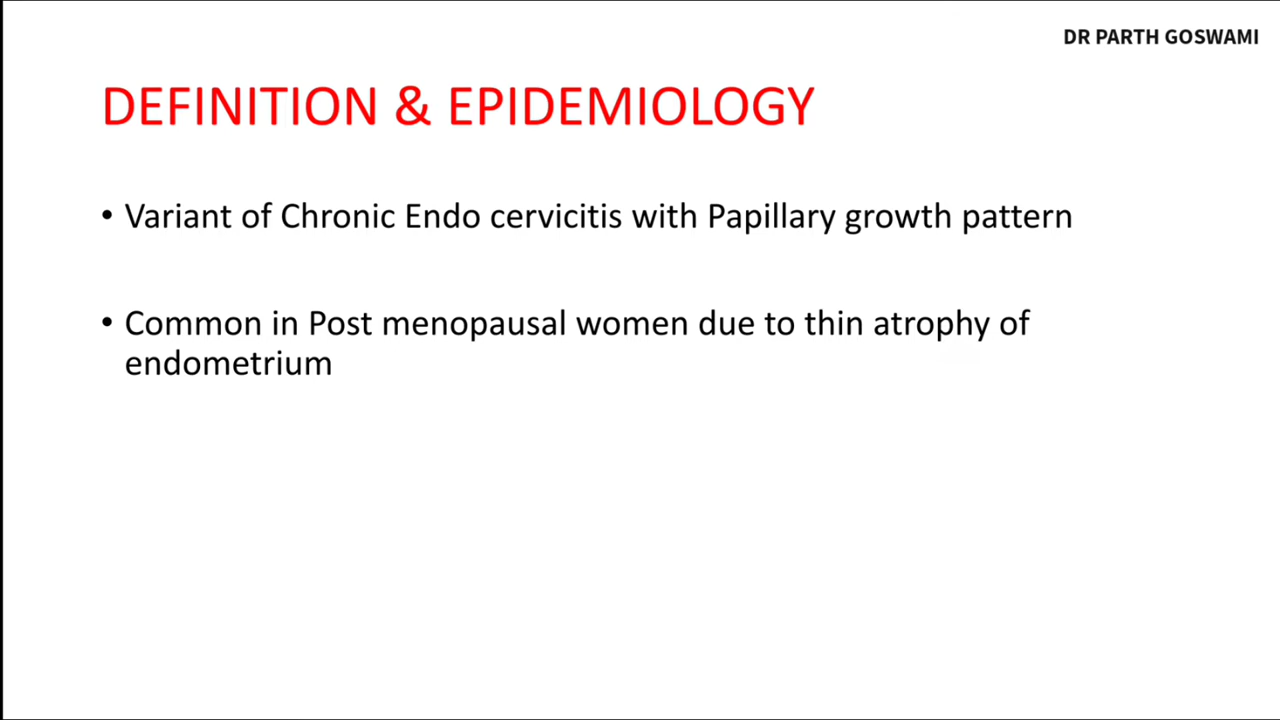 DR PARTH GOSWAMI
DEFINITION & EPIDEMIOLOGY
• Variant of Chronic Endo cervicitis with Papillary growth pattern
• Common in Post menopausal women due to thin atrophy of
endometrium